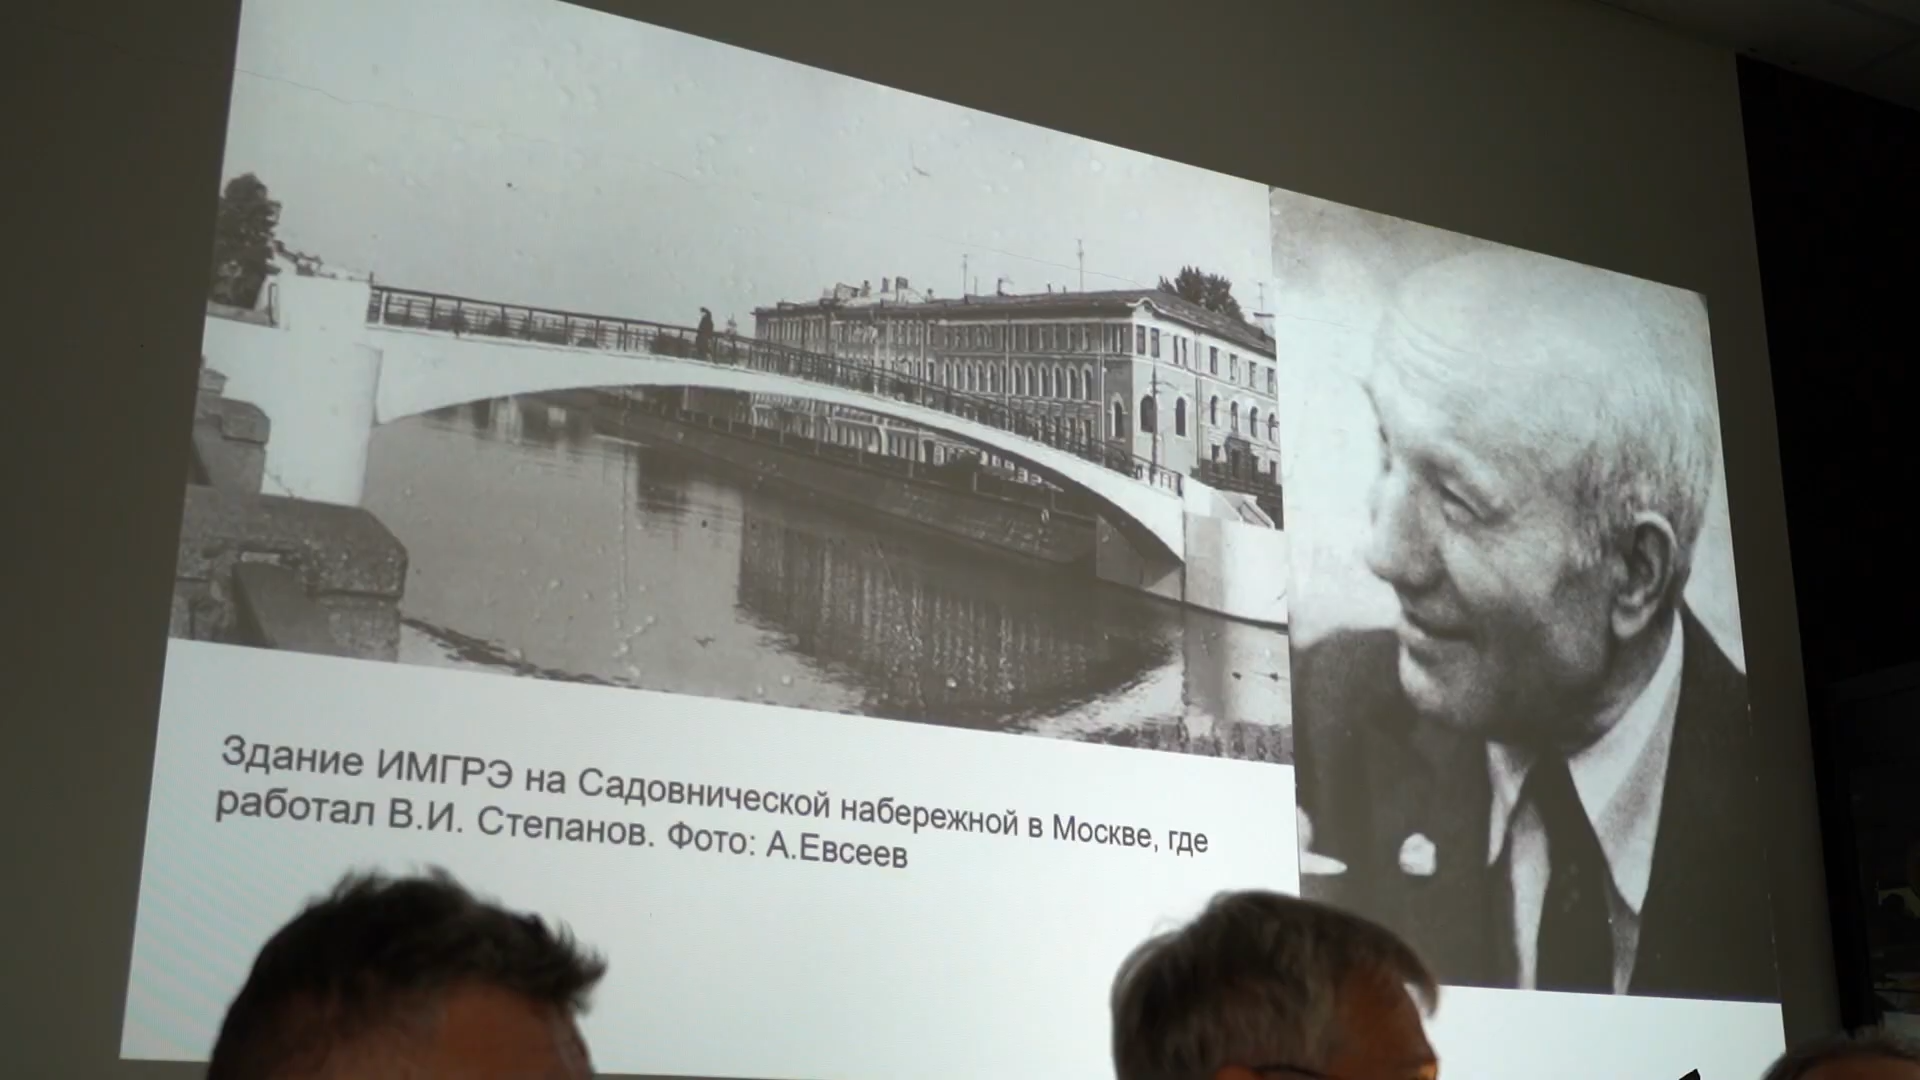 Здание ИМГРЭ на Садовнической набережной в Москве, где
работал В.И. Степанов. Фото: А.Евсеев